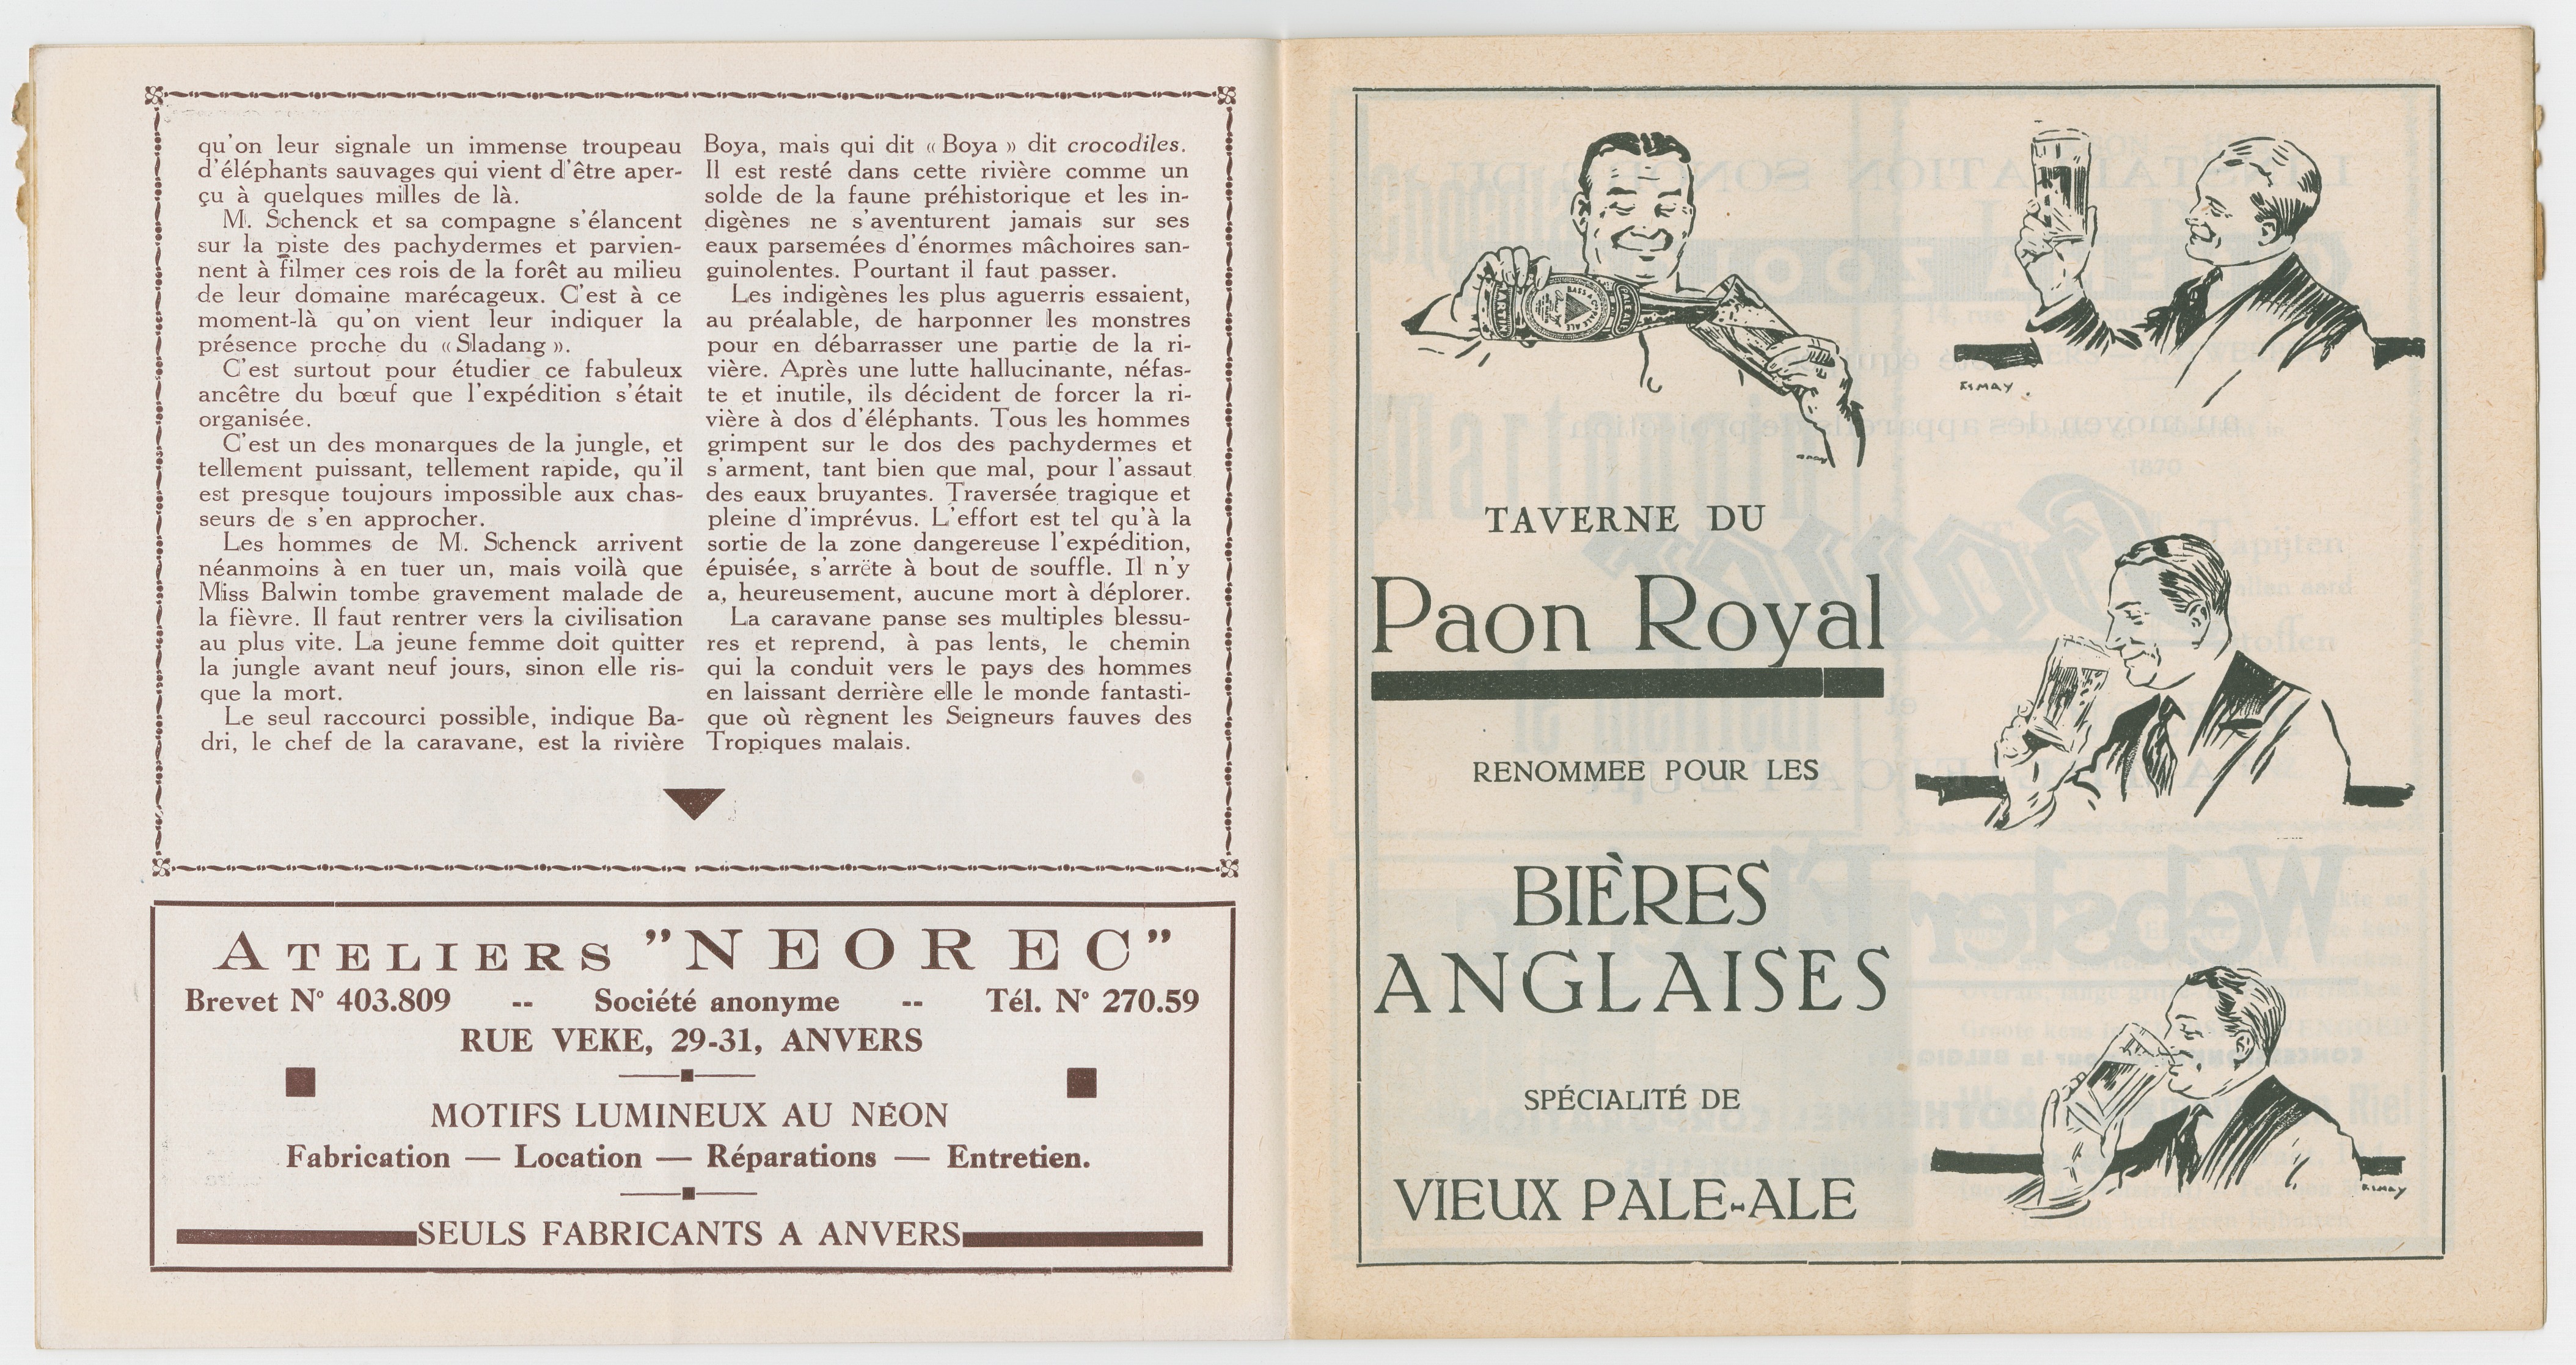 qu'on leur signale un immense troupeau
d'éléphants sauvages qui vient d'être aper-
çu à quelques milles de là.
M. Schenck et sa compagne s'élancent
sur la piste des pachydermes et parvien-
nent à filmer ces rois de la forêt au milieu
de leur domaine marécageux. C'est à ce
moment-là qu'on vient leur indiquer la
présence proche du « Sladang ».
C'est surtout pour étudier ce fabuleux
ancêtre du bœuf que l'expédition s'était
organisée.
C'est un des monarques de la jungle, et
tellement puissant, tellement rapide, qu'il
est presque toujours impossible aux chas-
seurs de s'en approcher.
Les hommes de M. Schenck arrivent
néanmoins à en tuer un, mais voilà que
Miss Balwin tombe gravement malade de
la fièvre. Il faut rentrer vers la civilisation
au plus vite. La jeune femme doit quitter
la jungle avant neuf jours, sinon elle ris-
que la mort.
Le seul raccourci possible, indique Ba-
dri, le chef de la caravane, est la rivière
Boya, mais qui dit « Boya » dit crocodiles.
Il est resté dans cette rivière comme un
solde de la faune préhistorique et les in-
digènes ne s'aventurent jamais sur ses
eaux parsemées d'énormes mâchoires san-
guinolentes. Pourtant il faut passer.
Les indigènes les plus aguerris essaient,
au préalable, de harponner les monstres
pour en débarrasser une partie de la ri-
vière. Après une lutte hallucinante, néfas-
te et inutile, ils décident de forcer la ri-
vière à dos d'éléphants. Tous les hommes
grimpent sur le dos des pachydermes et
s'arment, tant bien que mal, pour l'assaut
des eaux bruyantes. Traversée tragique et
pleine d'imprévus. L'effort est tel qu'à la
sortie de la zone dangereuse l'expédition,
épuisée, s'arrête à bout de souffle. Il n'y
a, heureusement, aucune mort à déplorer.
La caravane panse ses multiples blessu-
res et reprend, à pas lents, le chemin
qui la conduit vers le pays des hommes
en laissant derrière elle le monde fantasti-
que où règnent les Seigneurs fauves des
Tropiques malais.
ATELIERS "NEOREC"
Brevet N° 403.809 -- Société anonyme -- Tél. N° 270.59
RUE VEKE, 29-31, ANVERS
MOTIFS LUMINEUX AU NÉON
Fabrication — Location — Réparations — Entretien.
SEULS FABRICANTS A ANVERS
BASS & Co
PALE ALE
TAVERNE DU
Paon Royal
RENOMMEE POUR LES
BIÈRES
ANGLAISES
SPÉCIALITÉ DE
VIEUX PALE-ALE